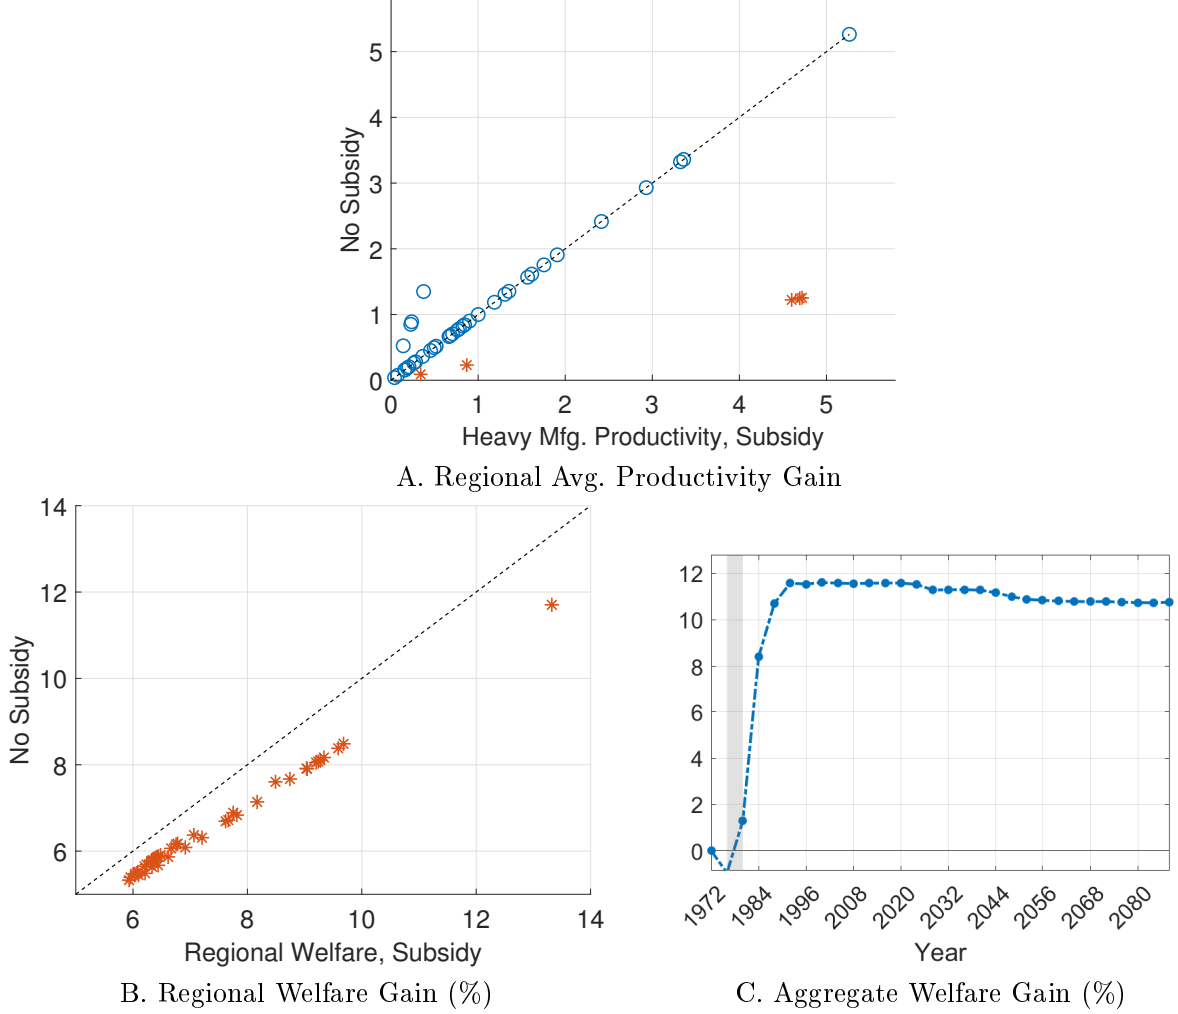 5
4
3
2
1
0
No Subsidy
0 1 2 3 4 5
Heavy Mfg. Productivity, Subsidy
A. Regional Avg. Productivity Gain
14
12
10
8
6
No Subsidy
6 8 10 12 14
Regional Welfare, Subsidy
B. Regional Welfare Gain (%)
12
10
8
6
4
2
0
1972 1984 1996 2008 2020 2032 2044 2056 2068 2080
Year
C. Aggregate Welfare Gain (%)